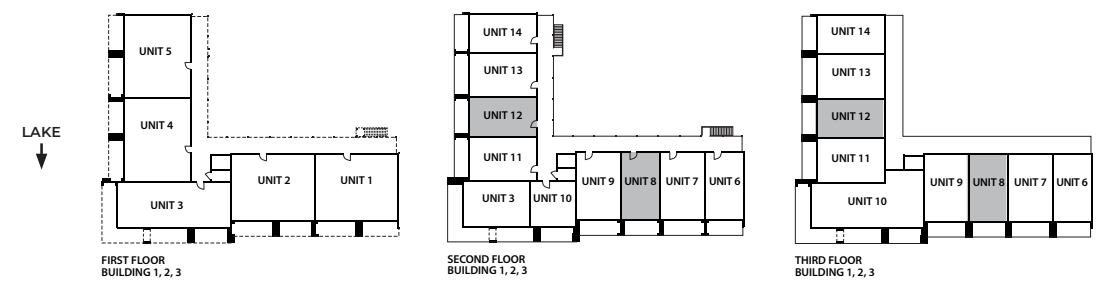 LAKE
UNIT 5
UNIT 4
UNIT 3
UNIT 2
UNIT 1
FIRST FLOOR
BUILDING 1, 2, 3
UNIT 14
UNIT 13
UNIT 12
UNIT 11
UNIT 3
UNIT 10
UNIT 9
UNIT 8
UNIT 7
UNIT 6
SECOND FLOOR
BUILDING 1, 2, 3
UNIT 14
UNIT 13
UNIT 12
UNIT 11
UNIT 10
UNIT 9
UNIT 8
UNIT 7
UNIT 6
THIRD FLOOR
BUILDING 1, 2, 3